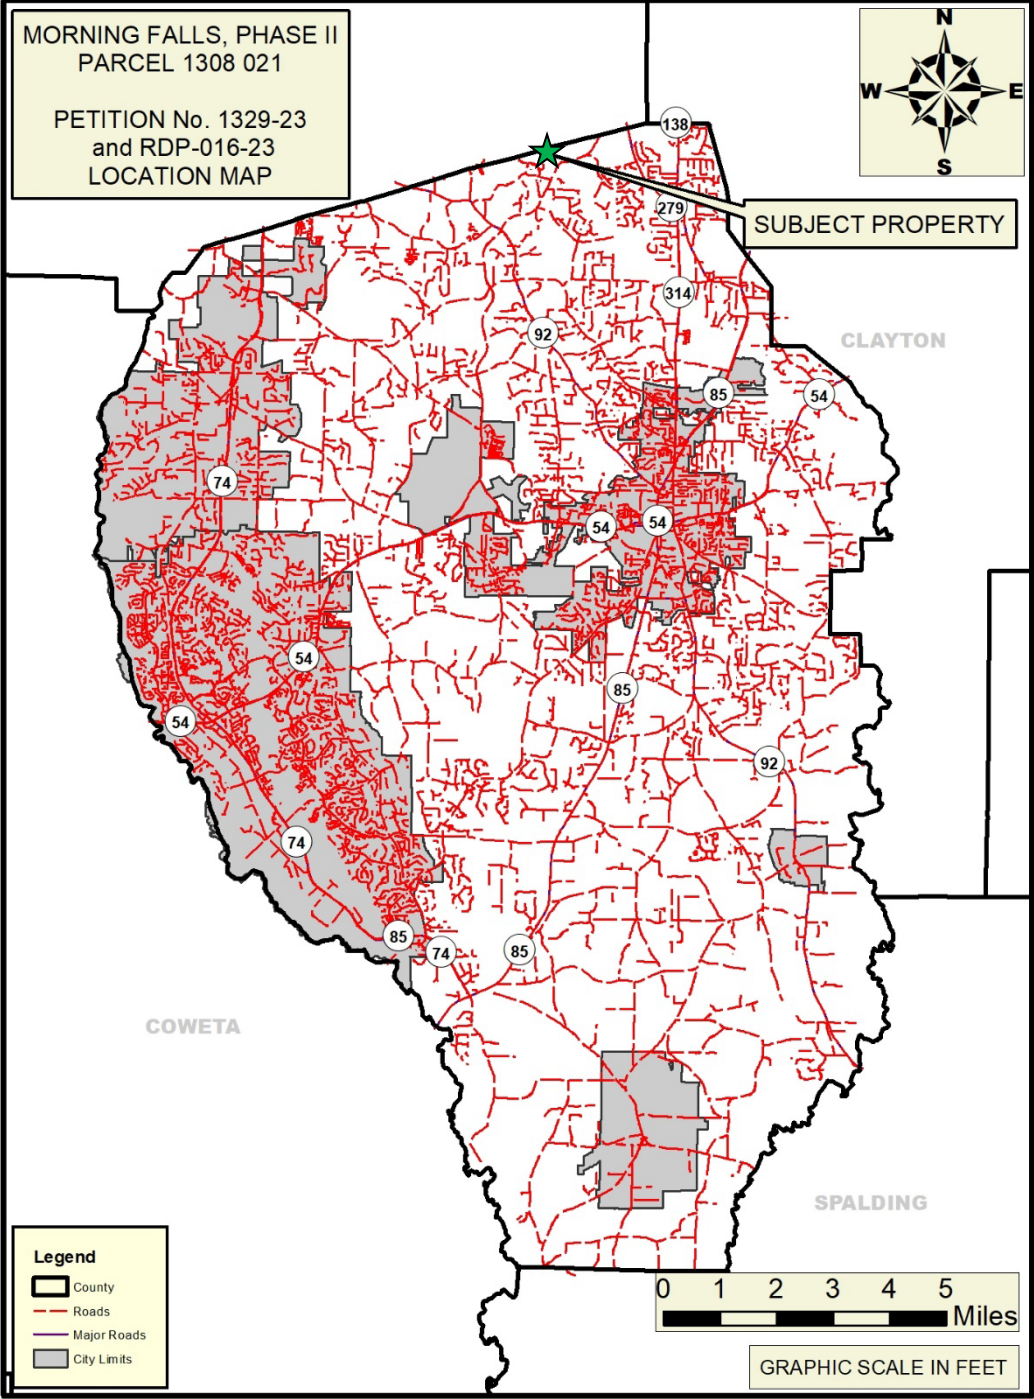 MORNING FALLS, PHASE II
PARCEL 1308 021
PETITION No. 1329-23
and RDP-016-23
LOCATION MAP
N
W
E
S
138
SUBJECT PROPERTY
279
314
92
CLAYTON
85
54
74
54
54
54
85
54
92
74
85
74
85
COWETA
SPALDING
Legend
County
Roads
Major Roads
City Limits
0 1 2 3 4 5
Miles
GRAPHIC SCALE IN FEET